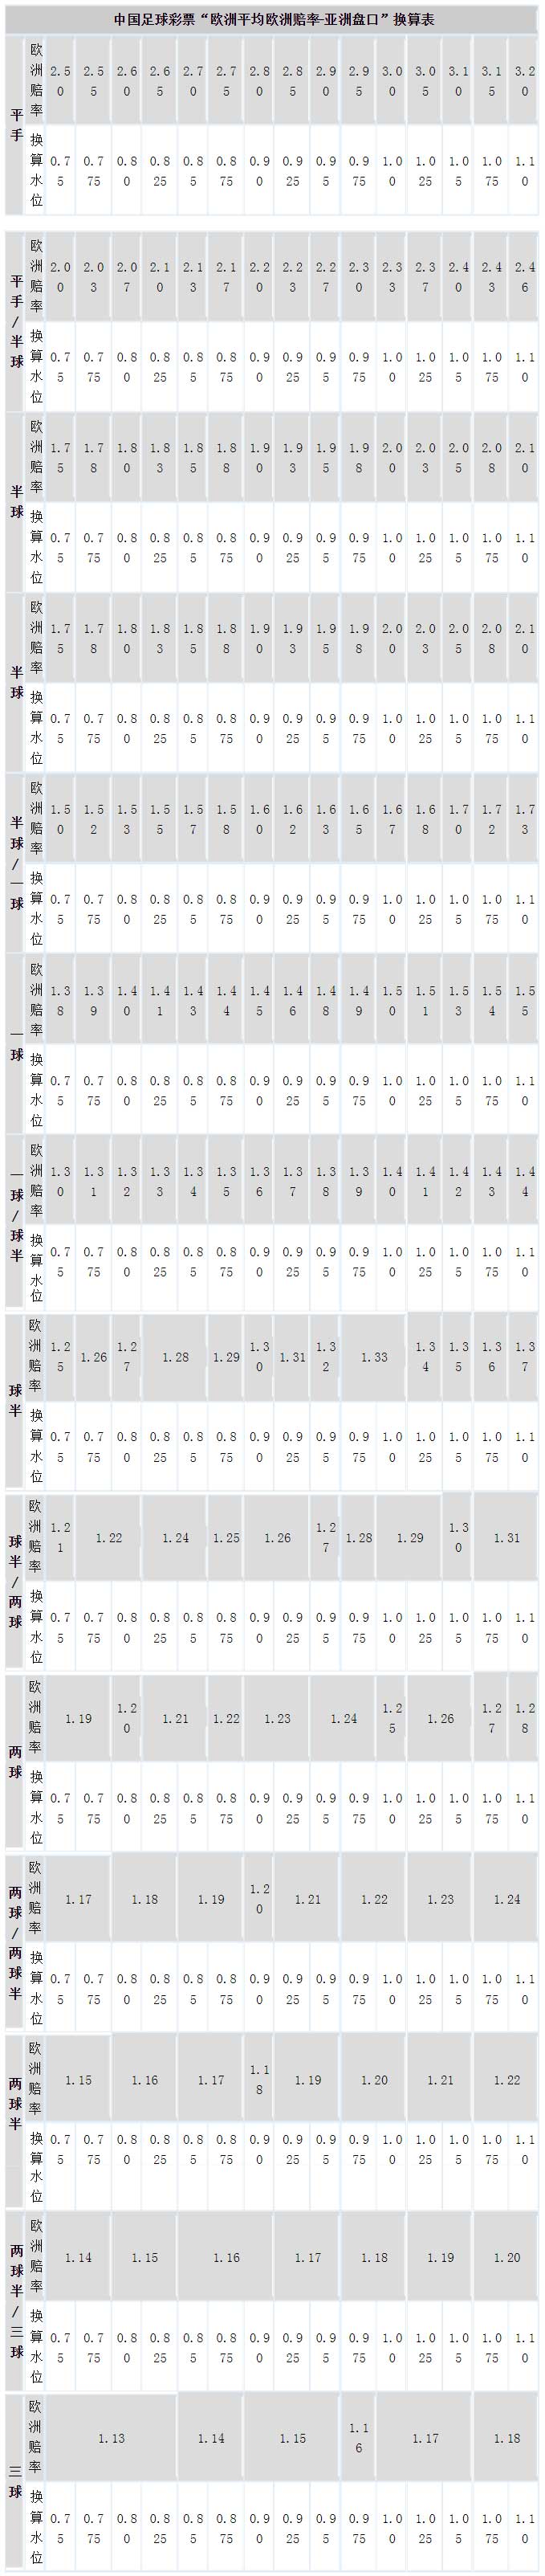 中国足球彩票“欧洲平均欧洲赔率-亚洲盘口”换算表
平手
欧洲赔率 2.50 2.55 2.60 2.65 2.70 2.75 2.80 2.85 2.90 2.95 3.00 3.05 3.10 3.15 3.20
换算水位 0.75 0.775 0.80 0.825 0.85 0.875 0.90 0.925 0.95 0.975 1.00 1.025 1.05 1.075 1.10
平手/半球
欧洲赔率 2.00 2.03 2.07 2.10 2.13 2.17 2.20 2.23 2.27 2.30 2.33 2.37 2.40 2.43 2.46
换算水位 0.75 0.775 0.80 0.825 0.85 0.875 0.90 0.925 0.95 0.975 1.00 1.025 1.05 1.075 1.10
半球
欧洲赔率 1.75 1.78 1.80 1.83 1.85 1.88 1.90 1.93 1.95 1.98 2.00 2.03 2.05 2.08 2.10
换算水位 0.75 0.775 0.80 0.825 0.85 0.875 0.90 0.925 0.95 0.975 1.00 1.025 1.05 1.075 1.10
半球
欧洲赔率 1.75 1.78 1.80 1.83 1.85 1.88 1.90 1.93 1.95 1.98 2.00 2.03 2.05 2.08 2.10
换算水位 0.75 0.775 0.80 0.825 0.85 0.875 0.90 0.925 0.95 0.975 1.00 1.025 1.05 1.075 1.10
半球/一球
欧洲赔率 1.50 1.52 1.53 1.55 1.57 1.58 1.60 1.62 1.63 1.65 1.67 1.68 1.70 1.72 1.73
换算水位 0.75 0.775 0.80 0.825 0.85 0.875 0.90 0.925 0.95 0.975 1.00 1.025 1.05 1.075 1.10
一球
欧洲赔率 1.38 1.39 1.40 1.41 1.43 1.44 1.45 1.46 1.48 1.49 1.50 1.51 1.53 1.54 1.55
换算水位 0.75 0.775 0.80 0.825 0.85 0.875 0.90 0.925 0.95 0.975 1.00 1.025 1.05 1.075 1.10
一球/球半
欧洲赔率 1.30 1.31 1.32 1.33 1.34 1.35 1.36 1.37 1.38 1.39 1.40 1.41 1.42 1.43 1.44
换算水位 0.75 0.775 0.80 0.825 0.85 0.875 0.90 0.925 0.95 0.975 1.00 1.025 1.05 1.075 1.10
球半
欧洲赔率 1.25 1.26 1.27 1.28 1.29 1.30 1.31 1.32 1.33 1.34 1.35 1.36 1.37
换算水位 0.75 0.775 0.80 0.825 0.85 0.875 0.90 0.925 0.95 0.975 1.00 1.025 1.05 1.075 1.10
球半/两球
欧洲赔率 1.21 1.22 1.24 1.25 1.26 1.27 1.28 1.29 1.30 1.31
换算水位 0.75 0.775 0.80 0.825 0.85 0.875 0.90 0.925 0.95 0.975 1.00 1.025 1.05 1.075 1.10
两球
欧洲赔率 1.19 1.20 1.21 1.22 1.23 1.24 1.25 1.26 1.27 1.28
换算水位 0.75 0.775 0.80 0.825 0.85 0.875 0.90 0.925 0.95 0.975 1.00 1.025 1.05 1.075 1.10
两球/两球半
欧洲赔率 1.17 1.18 1.19 1.20 1.21 1.22 1.23 1.24
换算水位 0.75 0.775 0.80 0.825 0.85 0.875 0.90 0.925 0.95 0.975 1.00 1.025 1.05 1.075 1.10
两球半
欧洲赔率 1.15 1.16 1.17 1.18 1.19 1.20 1.21 1.22
换算水位 0.75 0.775 0.80 0.825 0.85 0.875 0.90 0.925 0.95 0.975 1.00 1.025 1.05 1.075 1.10
两球半/三球
欧洲赔率 1.14 1.15 1.16 1.17 1.18 1.19 1.20
换算水位 0.75 0.775 0.80 0.825 0.85 0.875 0.90 0.925 0.95 0.975 1.00 1.025 1.05 1.075 1.10
三球
欧洲赔率 1.13 1.14 1.15 1.16 1.17 1.18
换算水位 0.75 0.775 0.80 0.825 0.85 0.875 0.90 0.925 0.95 0.975 1.00 1.025 1.05 1.075 1.10